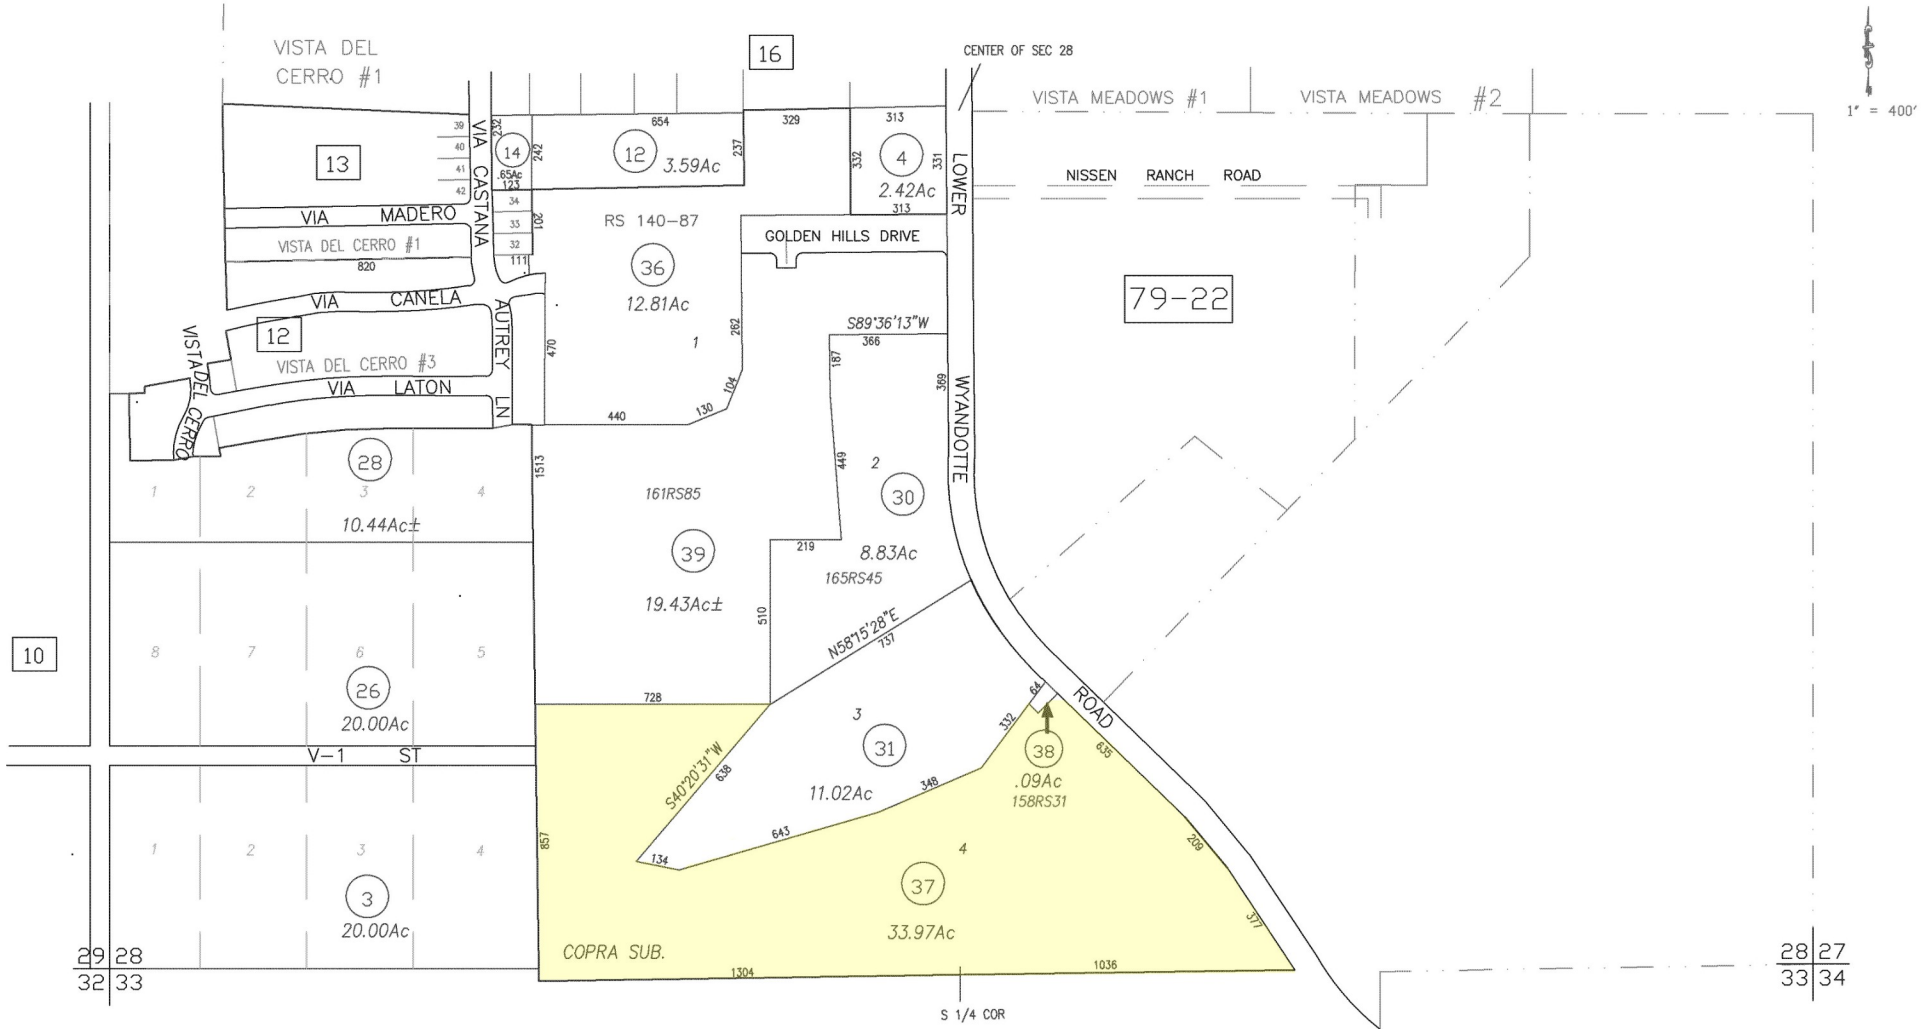 VISTA DEL
CERRO #1
16
CENTER OF SEC 28
VISTA MEADOWS #1
VISTA MEADOWS #2
1" = 400'
39
40
41
42
13
VIA CASTANA
232
14
.65Ac
123
242
654
12
3.59Ac
237
329
313
332
4
331
2.42Ac
313
LOWER
NISSEN RANCH ROAD
VIA MADERO
34
33
32
201
111
RS 140-87
VISTA DEL CERRO #1
820
GOLDEN HILLS DRIVE
36
12.81Ac
1
262
79-22
VIA CANELA
AUTREY LN
12
VISTA DEL CERRO #3
VIA LATON
VISTA DEL CERRO
470
440
130
104
S89°36'13"W
366
187
369
WYANDOTTE
28
1
2
3
4
10.44Ac±
1513
161RS85
39
19.43Ac±
449
2
30
219
8.83Ac
165RS45
510
N58°15'28"E
737
10
8
7
6
5
26
20.00Ac
728
V-1 ST
S40°20'31"W
638
3
31
11.02Ac
332
64
38
.09Ac
158RS31
ROAD
635
348
643
134
857
4
37
33.97Ac
209
377
1
2
3
4
3
20.00Ac
COPRA SUB.
1304
1036
29 28
32 33
S 1/4 COR
28 27
33 34